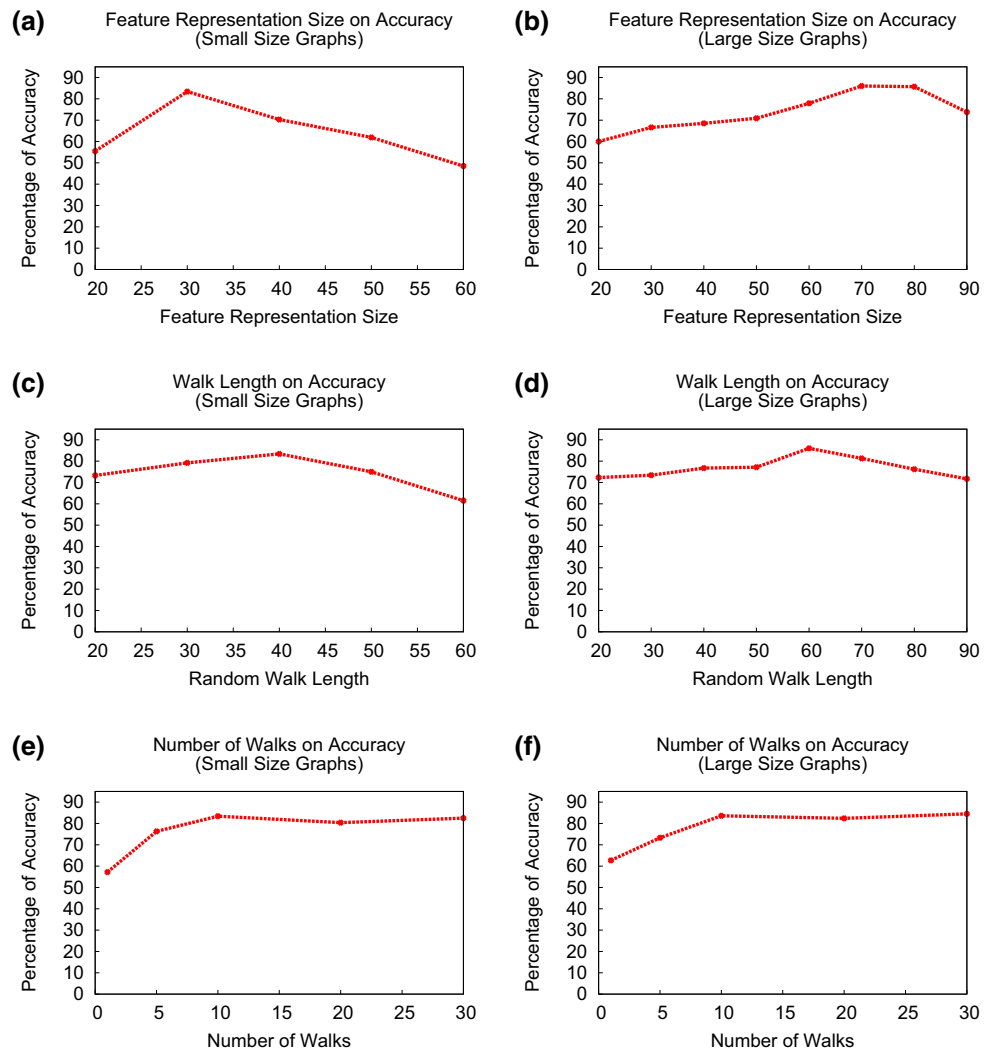 (a)
Feature Representation Size on Accuracy
(Small Size Graphs)
Percentage of Accuracy
90
80
70
60
50
40
30
20
10
0
20 25 30 35 40 45 50 55 60
Feature Representation Size
(b)
Feature Representation Size on Accuracy
(Large Size Graphs)
Percentage of Accuracy
90
80
70
60
50
40
30
20
10
0
20 30 40 50 60 70 80 90
Feature Representation Size
(c)
Walk Length on Accuracy
(Small Size Graphs)
Percentage of Accuracy
90
80
70
60
50
40
30
20
10
0
20 25 30 35 40 45 50 55 60
Random Walk Length
(d)
Walk Length on Accuracy
(Large Size Graphs)
Percentage of Accuracy
90
80
70
60
50
40
30
20
10
0
20 30 40 50 60 70 80 90
Random Walk Length
(e)
Number of Walks on Accuracy
(Small Size Graphs)
Percentage of Accuracy
90
80
70
60
50
40
30
20
10
0
0 5 10 15 20 25 30
Number of Walks
(f)
Number of Walks on Accuracy
(Large Size Graphs)
Percentage of Accuracy
90
80
70
60
50
40
30
20
10
0
0 5 10 15 20 25 30
Number of Walks